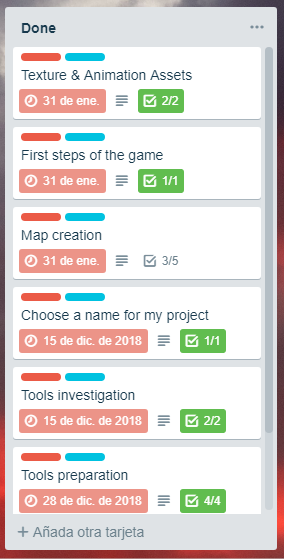 Done
Texture & Animation Assets
31 de ene. 2/2
First steps of the game
31 de ene. 1/1
Map creation
31 de ene. 3/5
Choose a name for my project
15 de dic. de 2018 1/1
Tools investigation
15 de dic. de 2018 2/2
Tools preparation
28 de dic. de 2018 4/4
+ Añada otra tarjeta